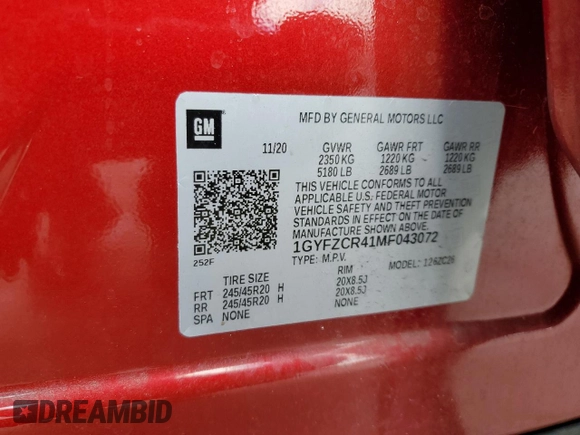 GM
MFD BY GENERAL MOTORS LLC
11/20 GVWR GAWR FRT GAWR RR
2350 KG 1220 KG 1220 KG
5180 LB 2689 LB 2689 LB
THIS VEHICLE CONFORMS TO ALL
APPLICABLE U.S. FEDERAL MOTOR
VEHICLE SAFETY AND THEFT PREVENTION
STANDARDS IN EFFECT ON THE DATE OF
MANUFACTURE SHOWN ABOVE.
1GYFZCR41MF043072
252F
TYPE: M.P.V. MODEL: 126ZC26
TIRE SIZE RIM
FRT 245/45R20 H 20X8.5J
RR 245/45R20 H 20X8.5J
SPA NONE NONE
DREAMBID